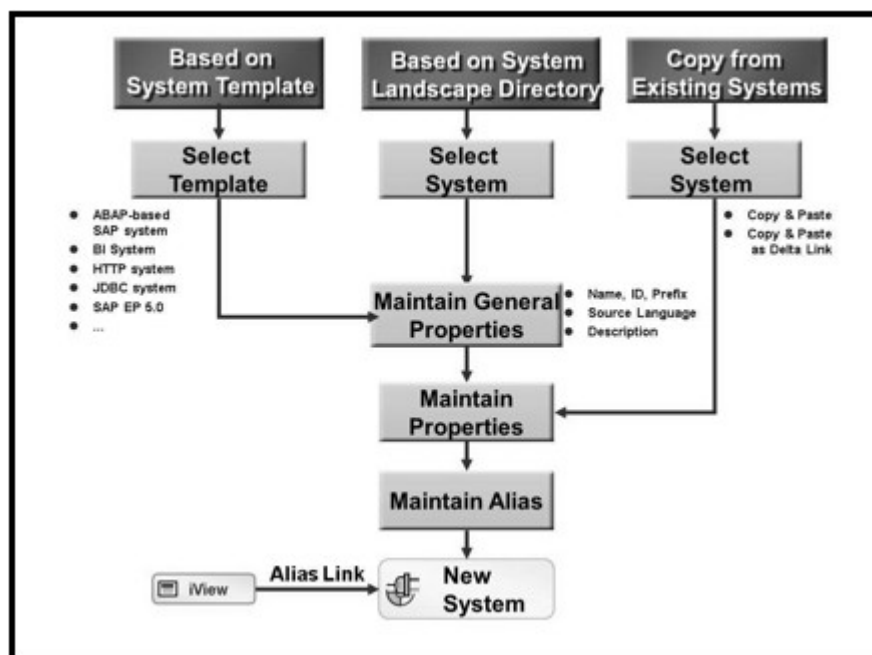 Based on
System Template
Based on System
Landscape Directory
Copy from
Existing Systems
Select
Template
Select
System
Select
System
ABAP-based
SAP system
BI System
HTTP system
JDBC system
SAP EP 5.0
...
Copy & Paste
Copy & Paste
as Delta Link
Maintain General
Properties
Name, ID, Prefix
Source Language
Description
Maintain
Properties
Maintain Alias
iView
Alias Link
New
System